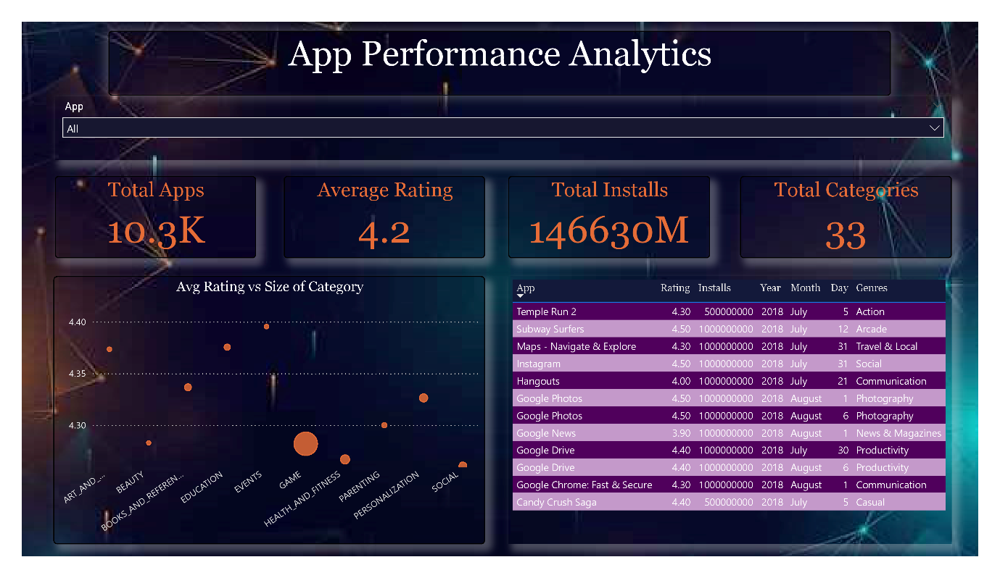 App Performance Analytics
App
All
Total Apps
10.3K
Average Rating
4.2
Total Installs
146630M
Total Categories
33
Avg Rating vs Size of Category
4.40
4.35
4.30
ART_AND_...
BEAUTY
BOOKS_AND_REFEREN...
EDUCATION
EVENTS
GAME
HEALTH_AND_FITNESS
PARENTING
PERSONALIZATION
SOCIAL
App Rating Installs Year Month Day Genres
Temple Run 2 4.30 500000000 2018 July 5 Action
Subway Surfers 4.50 1000000000 2018 July 12 Arcade
Maps - Navigate & Explore 4.30 1000000000 2018 July 31 Travel & Local
Instagram 4.50 1000000000 2018 July 31 Social
Hangouts 4.00 1000000000 2018 July 21 Communication
Google Photos 4.50 1000000000 2018 August 1 Photography
Google Photos 4.50 1000000000 2018 August 6 Photography
Google News 3.90 1000000000 2018 August 1 News & Magazines
Google Drive 4.40 1000000000 2018 July 30 Productivity
Google Drive 4.40 1000000000 2018 August 6 Productivity
Google Chrome: Fast & Secure 4.30 1000000000 2018 August 1 Communication
Candy Crush Saga 4.40 500000000 2018 July 5 Casual